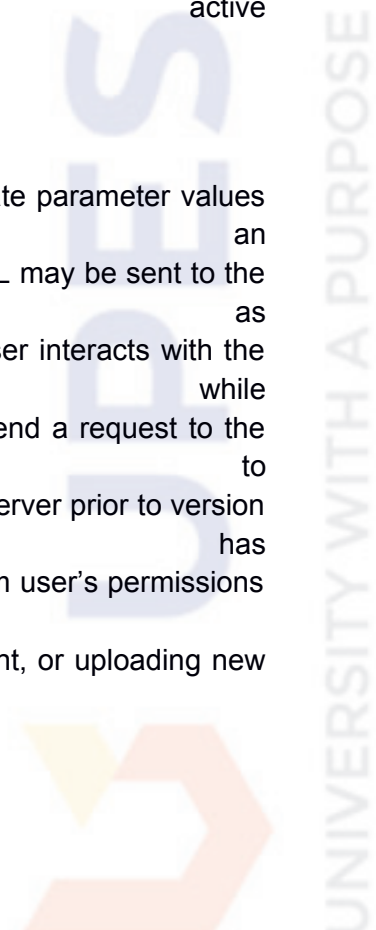 active
te parameter values
an
L may be sent to the
as
ser interacts with the
while
end a request to the
to
erver prior to version
has
n user's permissions
nt, or uploading new
UPES
UNIVERSITY WITH A PURPOSE